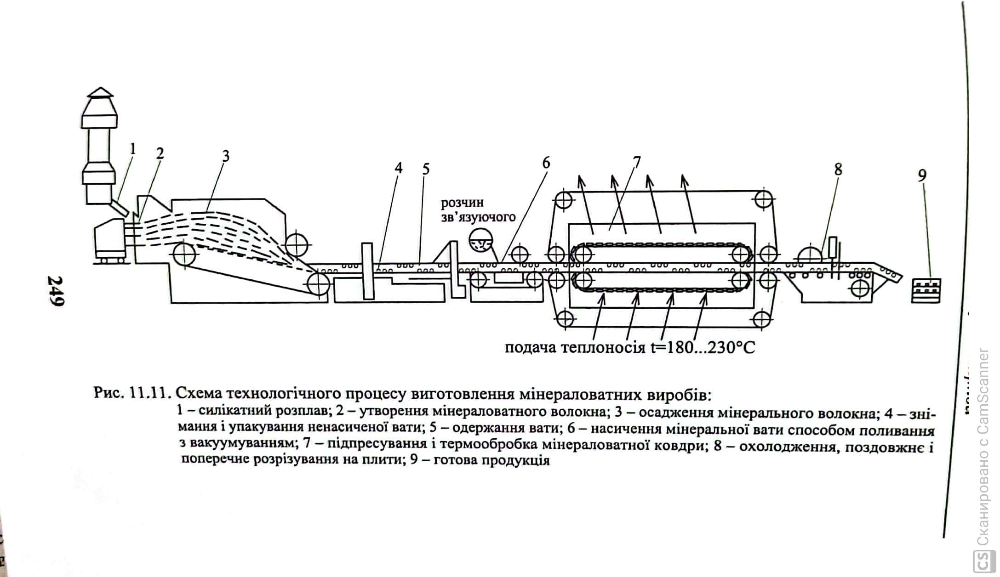 1
2
3
4
5
6
7
8
9
розчин
зв’язуючого
подача теплоносія t=180...230°С
249
Рис. 11.11. Схема технологічного процесу виготовлення мінераловатних виробів:
1 – силікатний розплав; 2 – утворення мінераловатного волокна; 3 – осадження мінерального волокна; 4 – зні-
мання і упакування ненасиченої вати; 5 – одержання вати; 6 – насичення мінеральної вати способом поливання
з вакуумуванням; 7 – підпресування і термообробка мінераловатної ковдри; 8 – охолодження, поздовжнє і
поперечне розрізування на плити; 9 – готова продукція
CS Сканировано с CamScanner